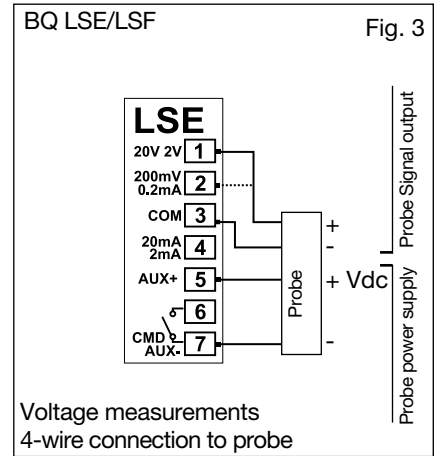 BQ LSE/LSF
Fig. 3
LSE
20V 2V 1
200mV
0.2mA 2
COM 3
20mA
2mA 4
AUX+ 5
6
CMD
AUX- 7
Probe
+
-
+ Vdc
-
Probe Signal output
Probe power supply
Voltage measurements
4-wire connection to probe